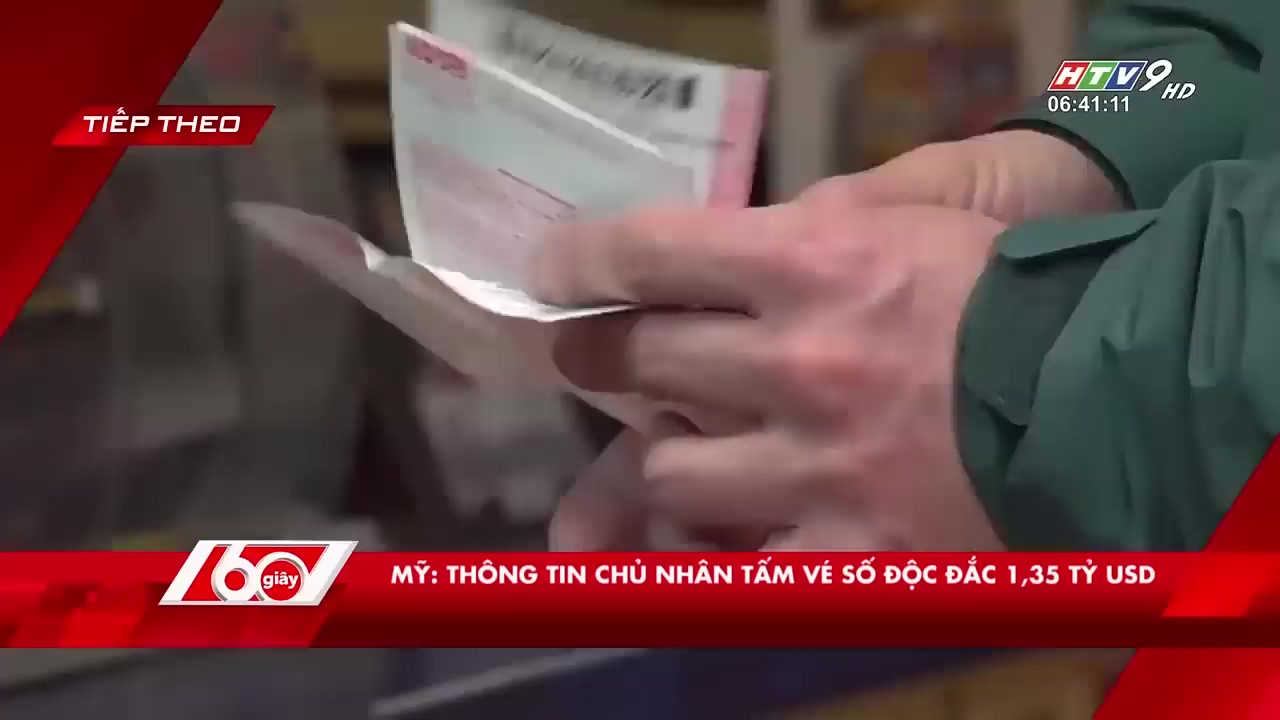 HTV9 HD
06:41:11
TIẾP THEO
60 giây
MỸ: THÔNG TIN CHỦ NHÂN TẤM VÉ SỐ ĐỘC ĐẮC 1,35 TỶ USD